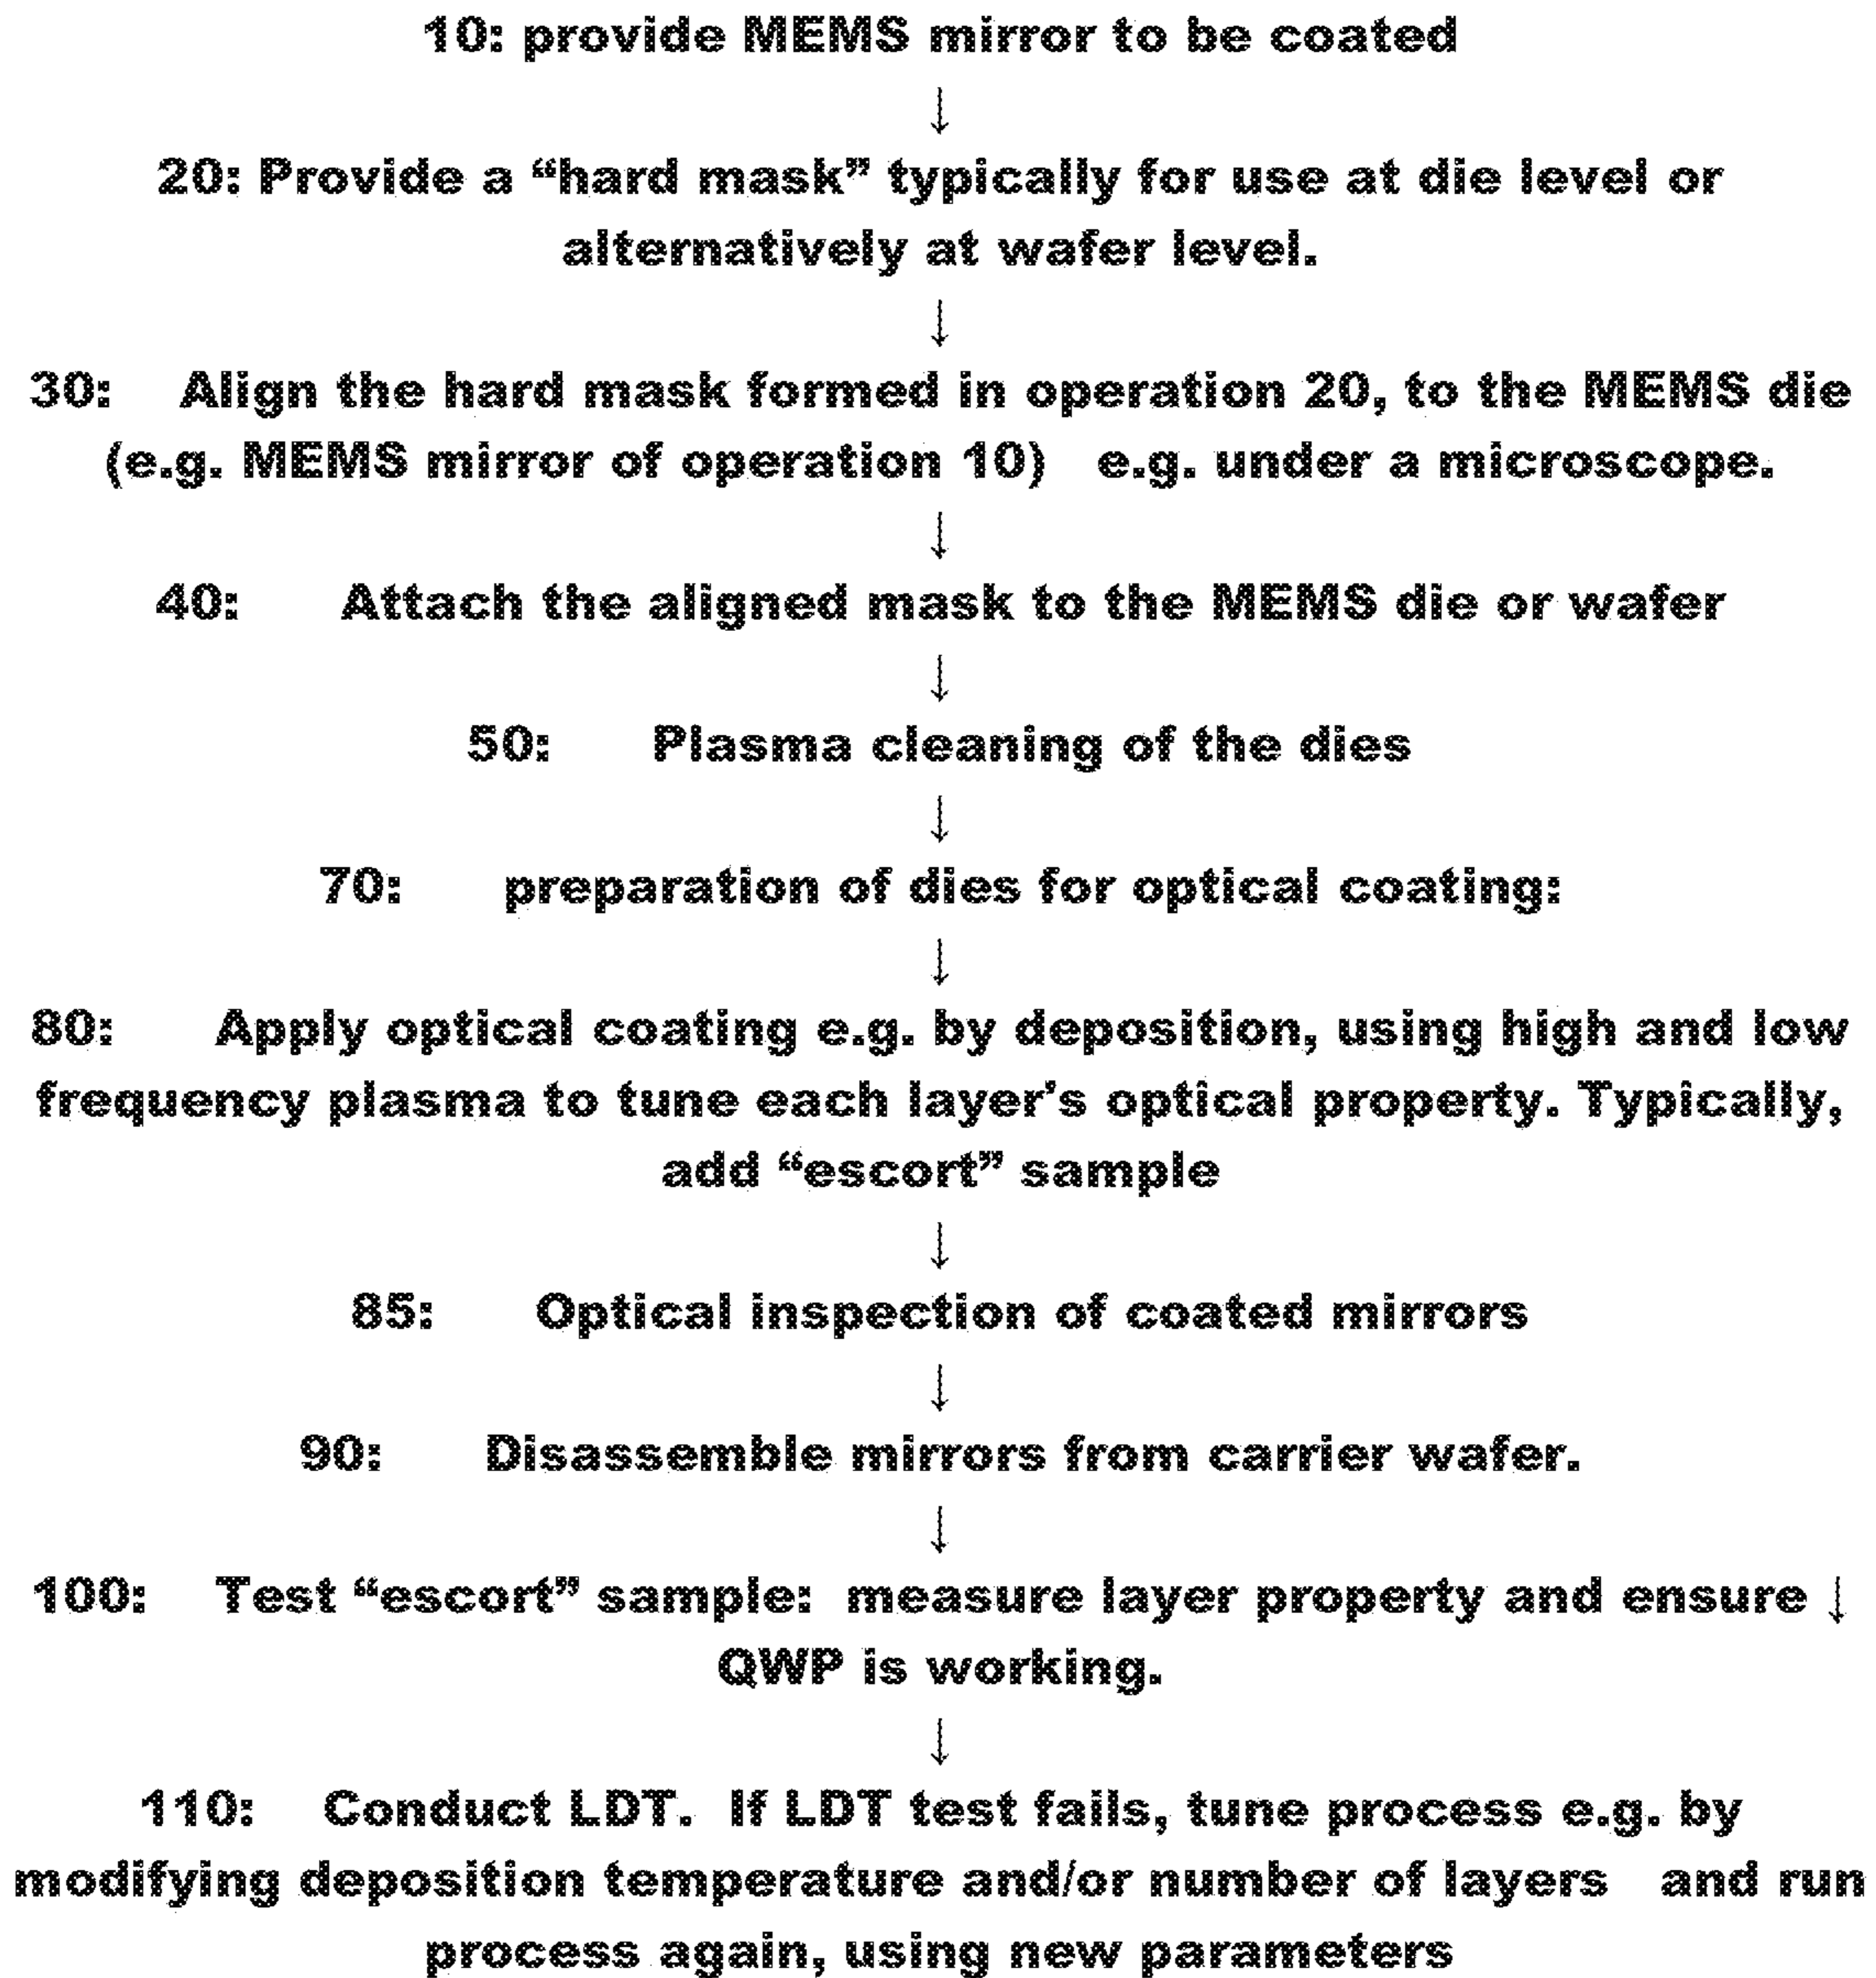 10: provide MEMS mirror to be coated
↓
20: Provide a “hard mask” typically for use at die level or
alternatively at wafer level.
↓
30: Align the hard mask formed in operation 20, to the MEMS die
(e.g. MEMS mirror of operation 10) e.g. under a microscope.
↓
40: Attach the aligned mask to the MEMS die or wafer
↓
50: Plasma cleaning of the dies
↓
70: preparation of dies for optical coating:
↓
80: Apply optical coating e.g. by deposition, using high and low
frequency plasma to tune each layer's optical property. Typically,
add “escort” sample
↓
85: Optical inspection of coated mirrors
↓
90: Disassemble mirrors from carrier wafer.
↓
100: Test “escort” sample: measure layer property and ensure ↓
QWP is working.
↓
110: Conduct LDT. If LDT test fails, tune process e.g. by
modifying deposition temperature and/or number of layers and run
process again, using new parameters